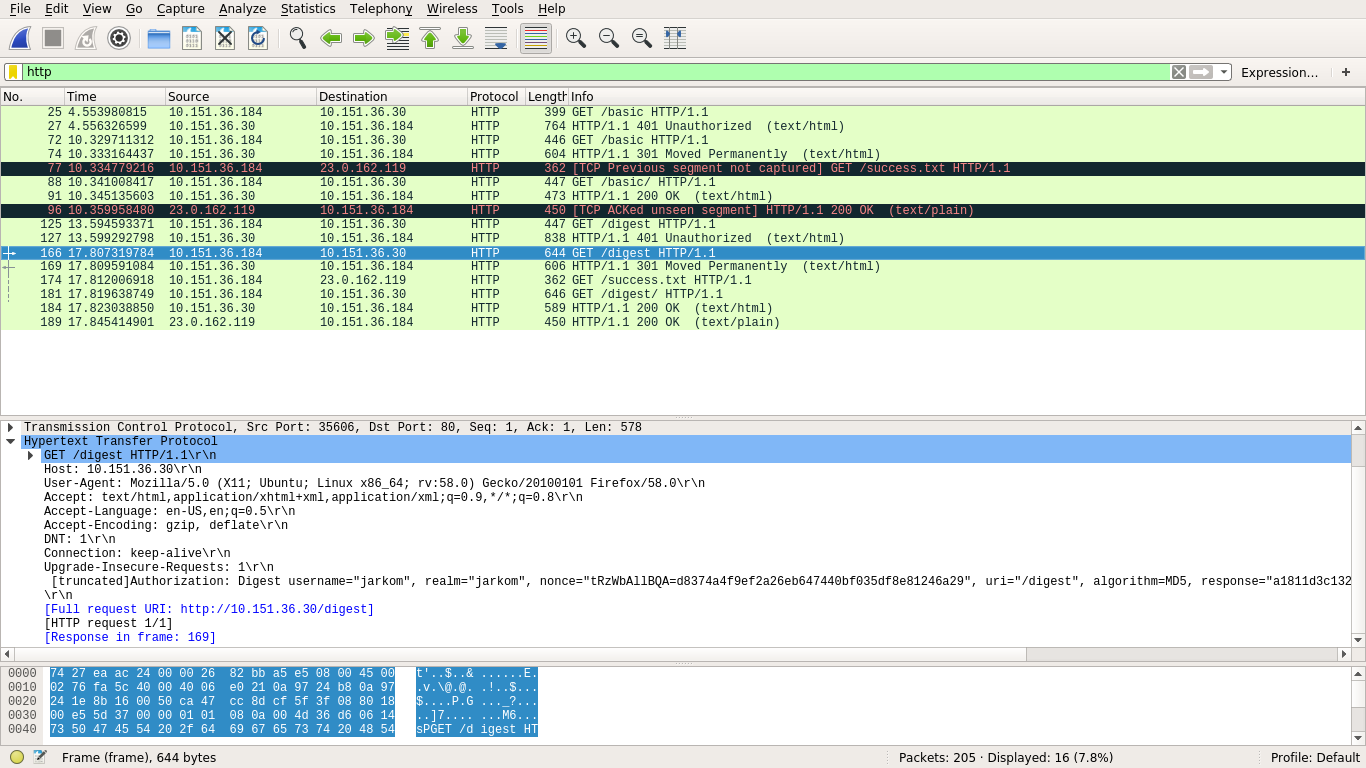 File Edit View Go Capture Analyze Statistics Telephony Wireless Tools Help
http Expression… +
No. Time Source Destination Protocol Length Info
25 4.553980815 10.151.36.184 10.151.36.30 HTTP 399 GET /basic HTTP/1.1
27 4.556326599 10.151.36.30 10.151.36.184 HTTP 764 HTTP/1.1 401 Unauthorized (text/html)
72 10.329711312 10.151.36.184 10.151.36.30 HTTP 446 GET /basic HTTP/1.1
74 10.333164437 10.151.36.30 10.151.36.184 HTTP 604 HTTP/1.1 301 Moved Permanently (text/html)
77 10.334779216 10.151.36.184 23.0.162.119 HTTP 362 [TCP Previous segment not captured] GET /success.txt HTTP/1.1
88 10.341008417 10.151.36.184 10.151.36.30 HTTP 447 GET /basic/ HTTP/1.1
91 10.345135603 10.151.36.30 10.151.36.184 HTTP 473 HTTP/1.1 200 OK (text/html)
96 10.359958480 23.0.162.119 10.151.36.184 HTTP 450 [TCP ACKed unseen segment] HTTP/1.1 200 OK (text/plain)
125 13.594593371 10.151.36.184 10.151.36.30 HTTP 447 GET /digest HTTP/1.1
127 13.599292798 10.151.36.30 10.151.36.184 HTTP 838 HTTP/1.1 401 Unauthorized (text/html)
166 17.807319784 10.151.36.184 10.151.36.30 HTTP 644 GET /digest HTTP/1.1
169 17.809591084 10.151.36.30 10.151.36.184 HTTP 606 HTTP/1.1 301 Moved Permanently (text/html)
174 17.812006918 10.151.36.184 23.0.162.119 HTTP 362 GET /success.txt HTTP/1.1
181 17.819638749 10.151.36.184 10.151.36.30 HTTP 646 GET /digest/ HTTP/1.1
184 17.823038850 10.151.36.30 10.151.36.184 HTTP 589 HTTP/1.1 200 OK (text/html)
189 17.845414901 23.0.162.119 10.151.36.184 HTTP 450 HTTP/1.1 200 OK (text/plain)
Transmission Control Protocol, Src Port: 35606, Dst Port: 80, Seq: 1, Ack: 1, Len: 578
Hypertext Transfer Protocol
GET /digest HTTP/1.1\r\n
Host: 10.151.36.30\r\n
User-Agent: Mozilla/5.0 (X11; Ubuntu; Linux x86_64; rv:58.0) Gecko/20100101 Firefox/58.0\r\n
Accept: text/html,application/xhtml+xml,application/xml;q=0.9,*/*;q=0.8\r\n
Accept-Language: en-US,en;q=0.5\r\n
Accept-Encoding: gzip, deflate\r\n
DNT: 1\r\n
Connection: keep-alive\r\n
Upgrade-Insecure-Requests: 1\r\n
[truncated]Authorization: Digest username="jarkom", realm="jarkom", nonce="tRzWbAllBQA=d8374a4f9ef2a26eb647440bf035df8e81246a29", uri="/digest", algorithm=MD5, response="a1811d3c132
\r\n
[Full request URI: http://10.151.36.30/digest]
[HTTP request 1/1]
[Response in frame: 169]
0000 74 27 ea ac 24 00 00 26 82 bb a5 e5 08 00 45 00 t'..$..& ......E.
0010 02 76 fa 5c 40 00 40 06 e0 21 0a 97 24 b8 0a 97 .v.\@.@. .!..$...
0020 24 1e 8b 16 00 50 ca 47 cc 8d cf 5f 3f 08 80 18 $....P.G ..._?...
0030 00 e5 5d 37 00 00 01 01 08 0a 00 4d 36 d6 06 14 ..]7.... ...M6...
0040 73 50 47 45 54 20 2f 64 69 67 65 73 74 20 48 54 sPGET /d igest HT
Frame (frame), 644 bytes Packets: 205 · Displayed: 16 (7.8%) Profile: Default